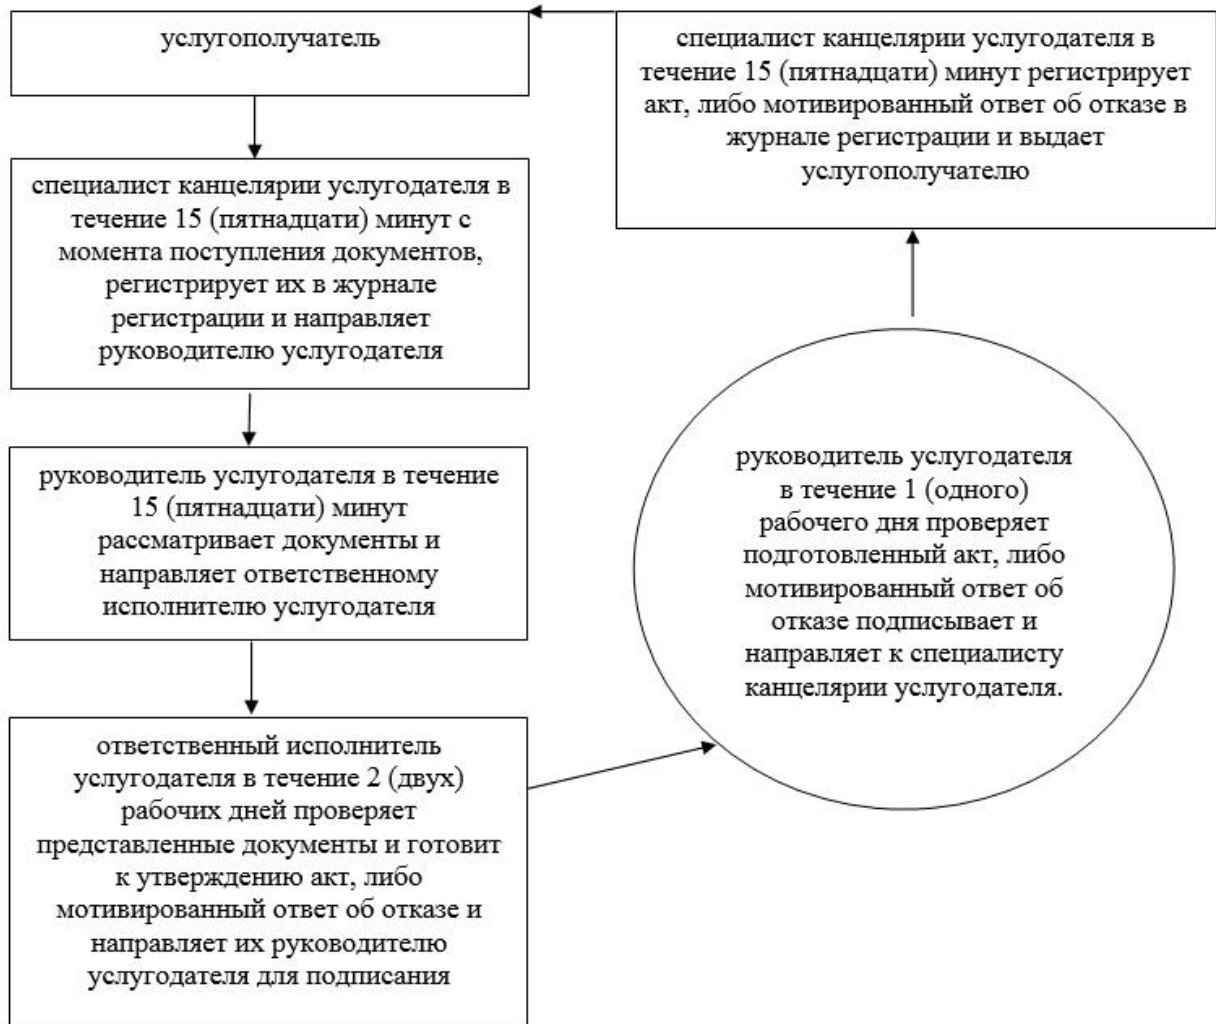 услугополучатель
специалист канцелярии услугодателя в
течение 15 (пятнадцати) минут с
момента поступления документов,
регистрирует их в журнале
регистрации и направляет
руководителю услугодателя
руководитель услугодателя в течение
15 (пятнадцати) минут
рассматривает документы и
направляет ответственному
исполнителю услугодателя
ответственный исполнитель
услугодателя в течение 2 (двух)
рабочих дней проверяет
представленные документы и готовит
к утверждению акт, либо
мотивированный ответ об отказе и
направляет их руководителю
услугодателя для подписания
руководитель услугодателя
в течение 1 (одного)
рабочего дня проверяет
подготовленный акт, либо
мотивированный ответ об
отказе подписывает и
направляет к специалисту
канцелярии услугодателя.
специалист канцелярии услугодателя в
течение 15 (пятнадцати) минут регистрирует
акт, либо мотивированный ответ об отказе в
журнале регистрации и выдает
услугополучателю